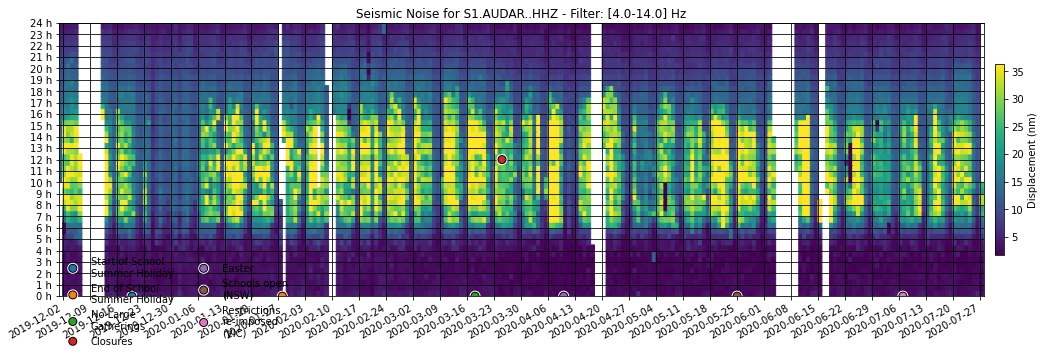 Seismic Noise for S1.AUDAR..HHZ - Filter: [4.0-14.0] Hz
24 h
23 h
22 h
21 h
20 h
19 h
18 h
17 h
16 h
15 h
14 h
13 h
12 h
11 h
10 h
9 h
8 h
7 h
6 h
5 h
4 h
3 h
2 h
1 h
0 h
35
30
25
20
15
10
5
Displacement (nm)
Start of School
Summer Holiday
End of School
Summer Holiday
No Large
Gatherings
Closures
Easter
Schools open
(NSW)
Restrictions
re-imposed
(VIC)
2019-12-02
2019-12-09
2020-01-06
2020-02-03
2020-02-10
2020-02-17
2020-02-24
2020-03-02
2020-03-09
2020-03-16
2020-03-23
2020-03-30
2020-04-06
2020-04-13
2020-04-20
2020-04-27
2020-05-04
2020-05-11
2020-05-18
2020-05-25
2020-06-01
2020-06-08
2020-06-15
2020-06-22
2020-06-29
2020-07-06
2020-07-13
2020-07-20
2020-07-27